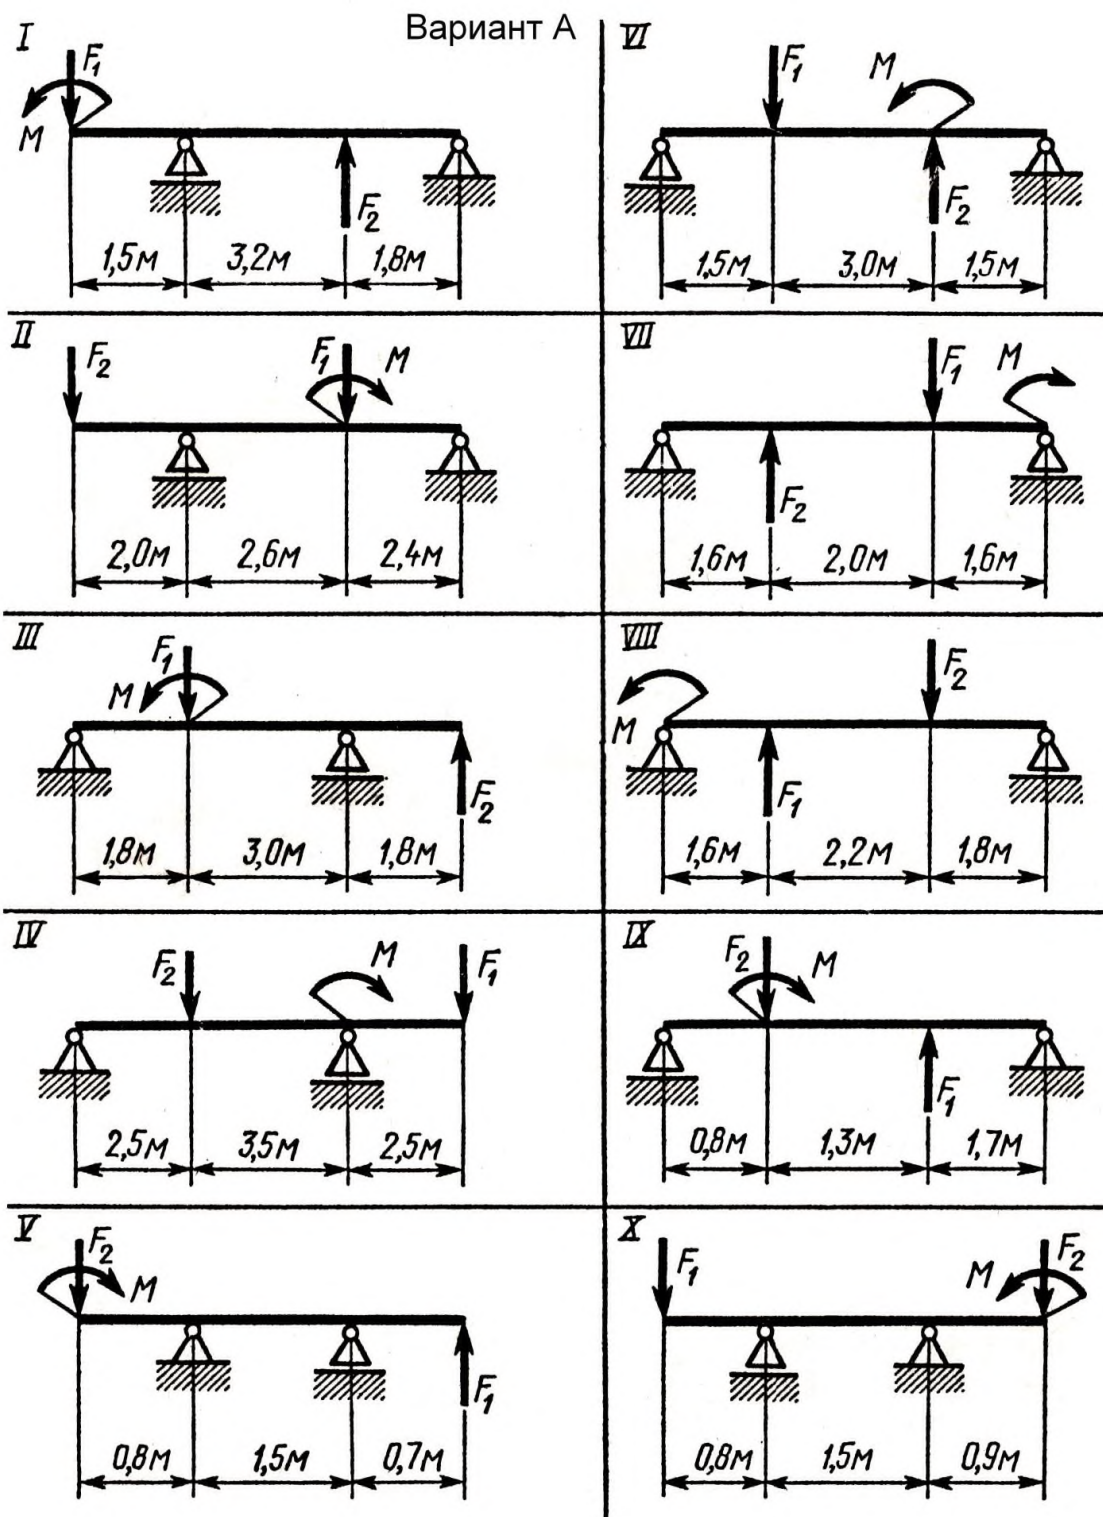 Вариант А
I
F₁
M
F₂
1,5м 3,2м 1,8м
II
F₂
F₁ M
2,0м 2,6м 2,4м
III
F₁
M
F₂
1,8м 3,0м 1,8м
IV
F₂ M F₁
2,5м 3,5м 2,5м
V
F₂
M
F₁
0,8м 1,5м 0,7м
VI
F₁ M
F₂
1,5м 3,0м 1,5м
VII
F₁ M
F₂
1,6м 2,0м 1,6м
VIII
F₂
M
F₁
1,6м 2,2м 1,8м
IX
F₂ M
F₁
0,8м 1,3м 1,7м
X
F₁ M F₂
0,8м 1,5м 0,9м